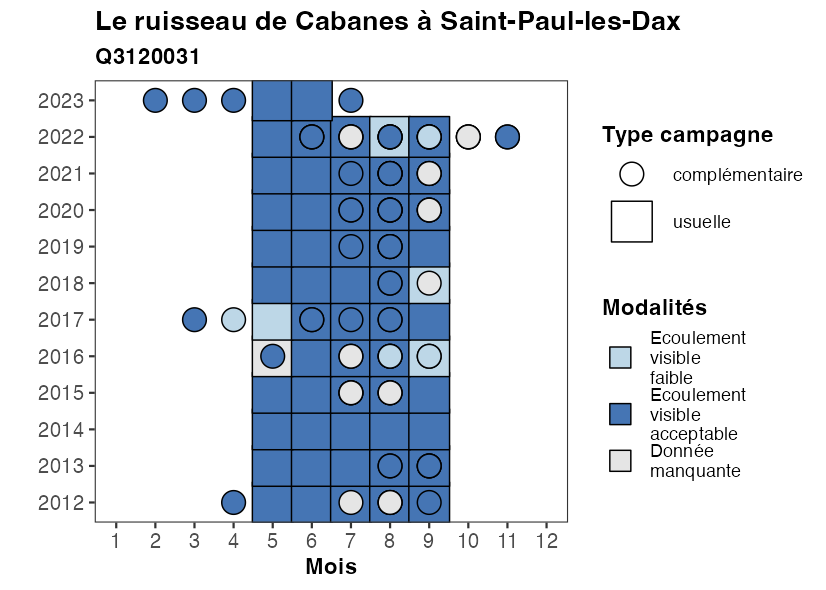 Le ruisseau de Cabanes à Saint-Paul-les-Dax
Q3120031
2023
2022
2021
2020
2019
2018
2017
2016
2015
2014
2013
2012
1 2 3 4 5 6 7 8 9 10 11 12
Mois
Type campagne
complémentaire
usuelle
Modalités
Ecoulement
visible
faible
Ecoulement
visible
acceptable
Donnée
manquante